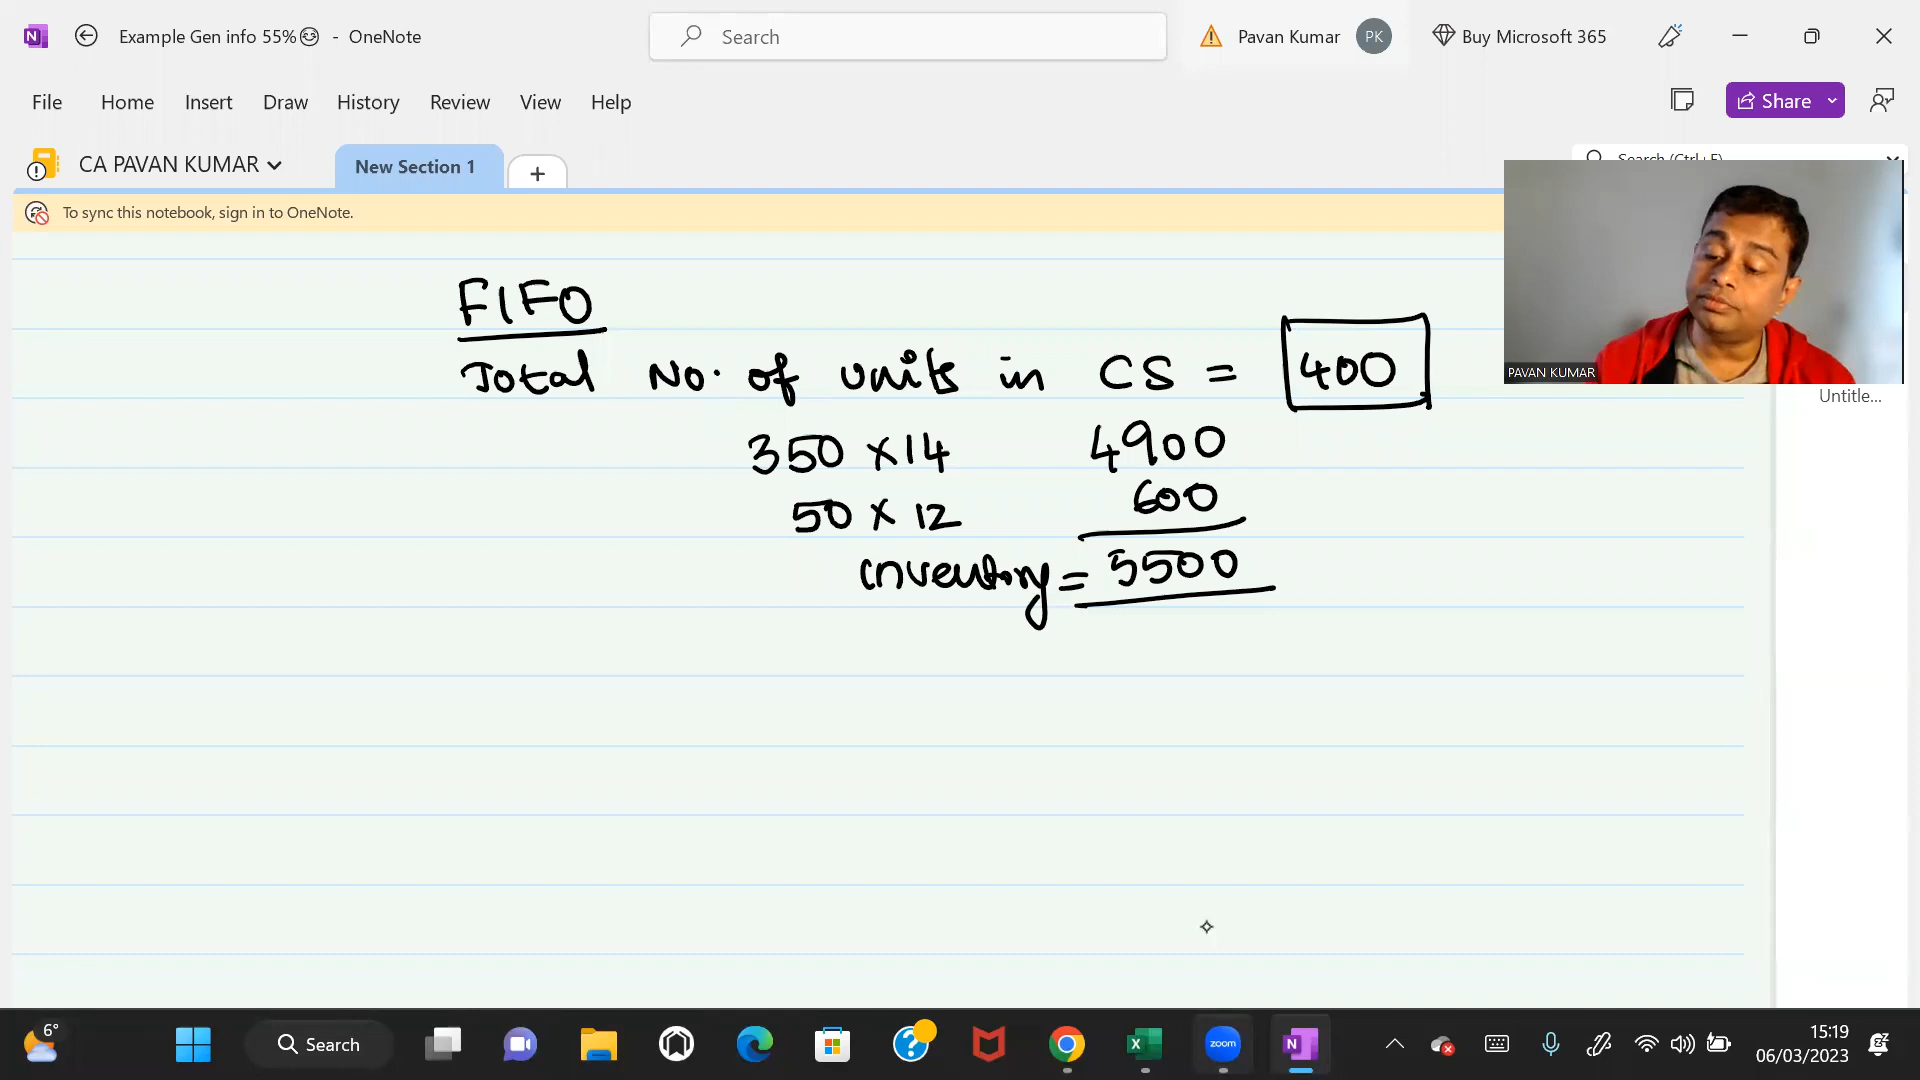 Example Gen info 55%😊 - OneNote
Search
Pavan Kumar
PK
Buy Microsoft 365
File Home Insert Draw History Review View Help
Share
CA PAVAN KUMAR
New Section 1
+
To sync this notebook, sign in to OneNote.
PAVAN KUMAR
Untitle...
FIFO
Total No. of units in CS = 400
350 × 14 4900
50 × 12 600
inventory = 5500
6°
Search
zoom
15:19
06/03/2023